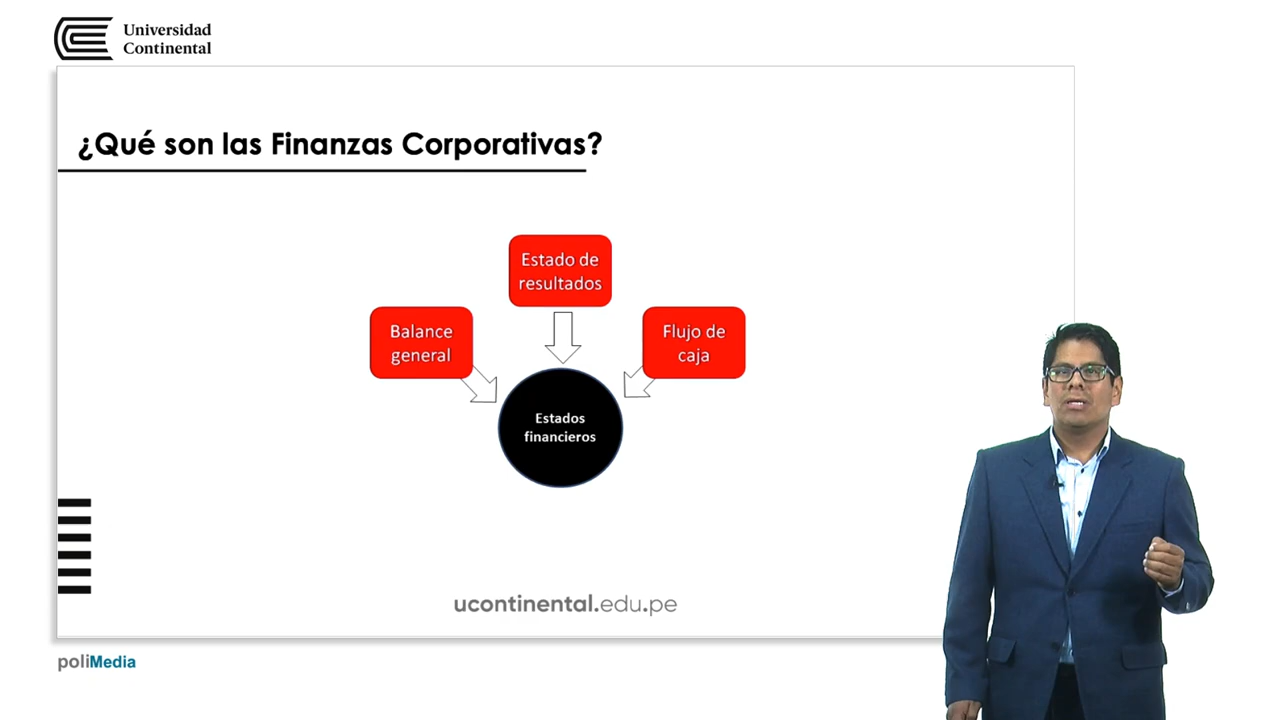 Universidad
Continental
¿Qué son las Finanzas Corporativas?
Estado de
resultados
Balance
general
Flujo de
caja
Estados
financieros
ucontinental.edu.pe
poliMedia